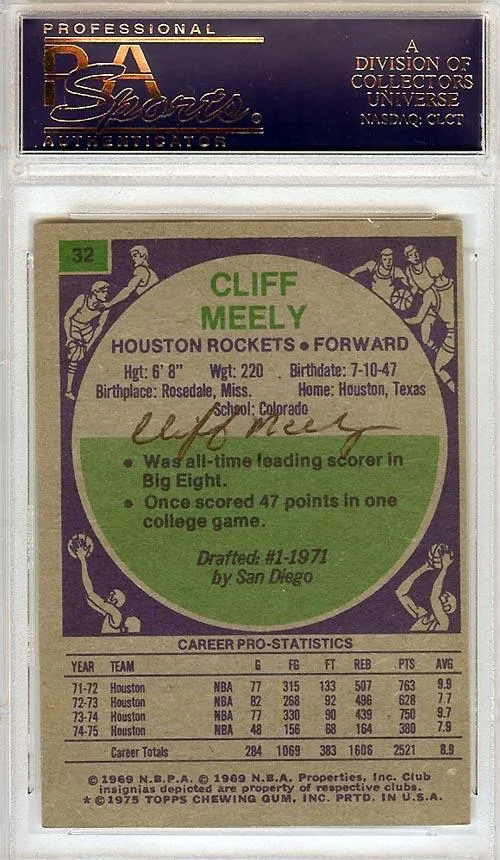 PROFESSIONAL
PSA
Sports
AUTHENTICATOR
A
DIVISION OF
COLLECTORS
UNIVERSE
NASDAQ: CLCT
32
CLIFF
MEELY
HOUSTON ROCKETS • FORWARD
Hgt: 6' 8" Wgt: 220 Birthdate: 7-10-47
Birthplace: Rosedale, Miss. Home: Houston, Texas
School: Colorado
Cliff Meely
• Was all-time leading scorer in
Big Eight.
• Once scored 47 points in one
college game.
Drafted: #1-1971
by San Diego
CAREER PRO-STATISTICS
YEAR TEAM G FG FT REB PTS AVG
71-72 Houston NBA 77 315 133 507 763 9.9
72-73 Houston NBA 82 268 92 496 628 7.7
73-74 Houston NBA 77 330 90 439 750 9.7
74-75 Houston NBA 48 156 68 164 380 7.9
Career Totals 284 1069 383 1606 2521 8.9
© 1969 N.B.P.A. © 1969 N.B.A. Properties, Inc. Club
insignias depicted are property of respective clubs.
* © 1975 TOPPS CHEWING GUM, INC. PRTD. IN U.S.A.